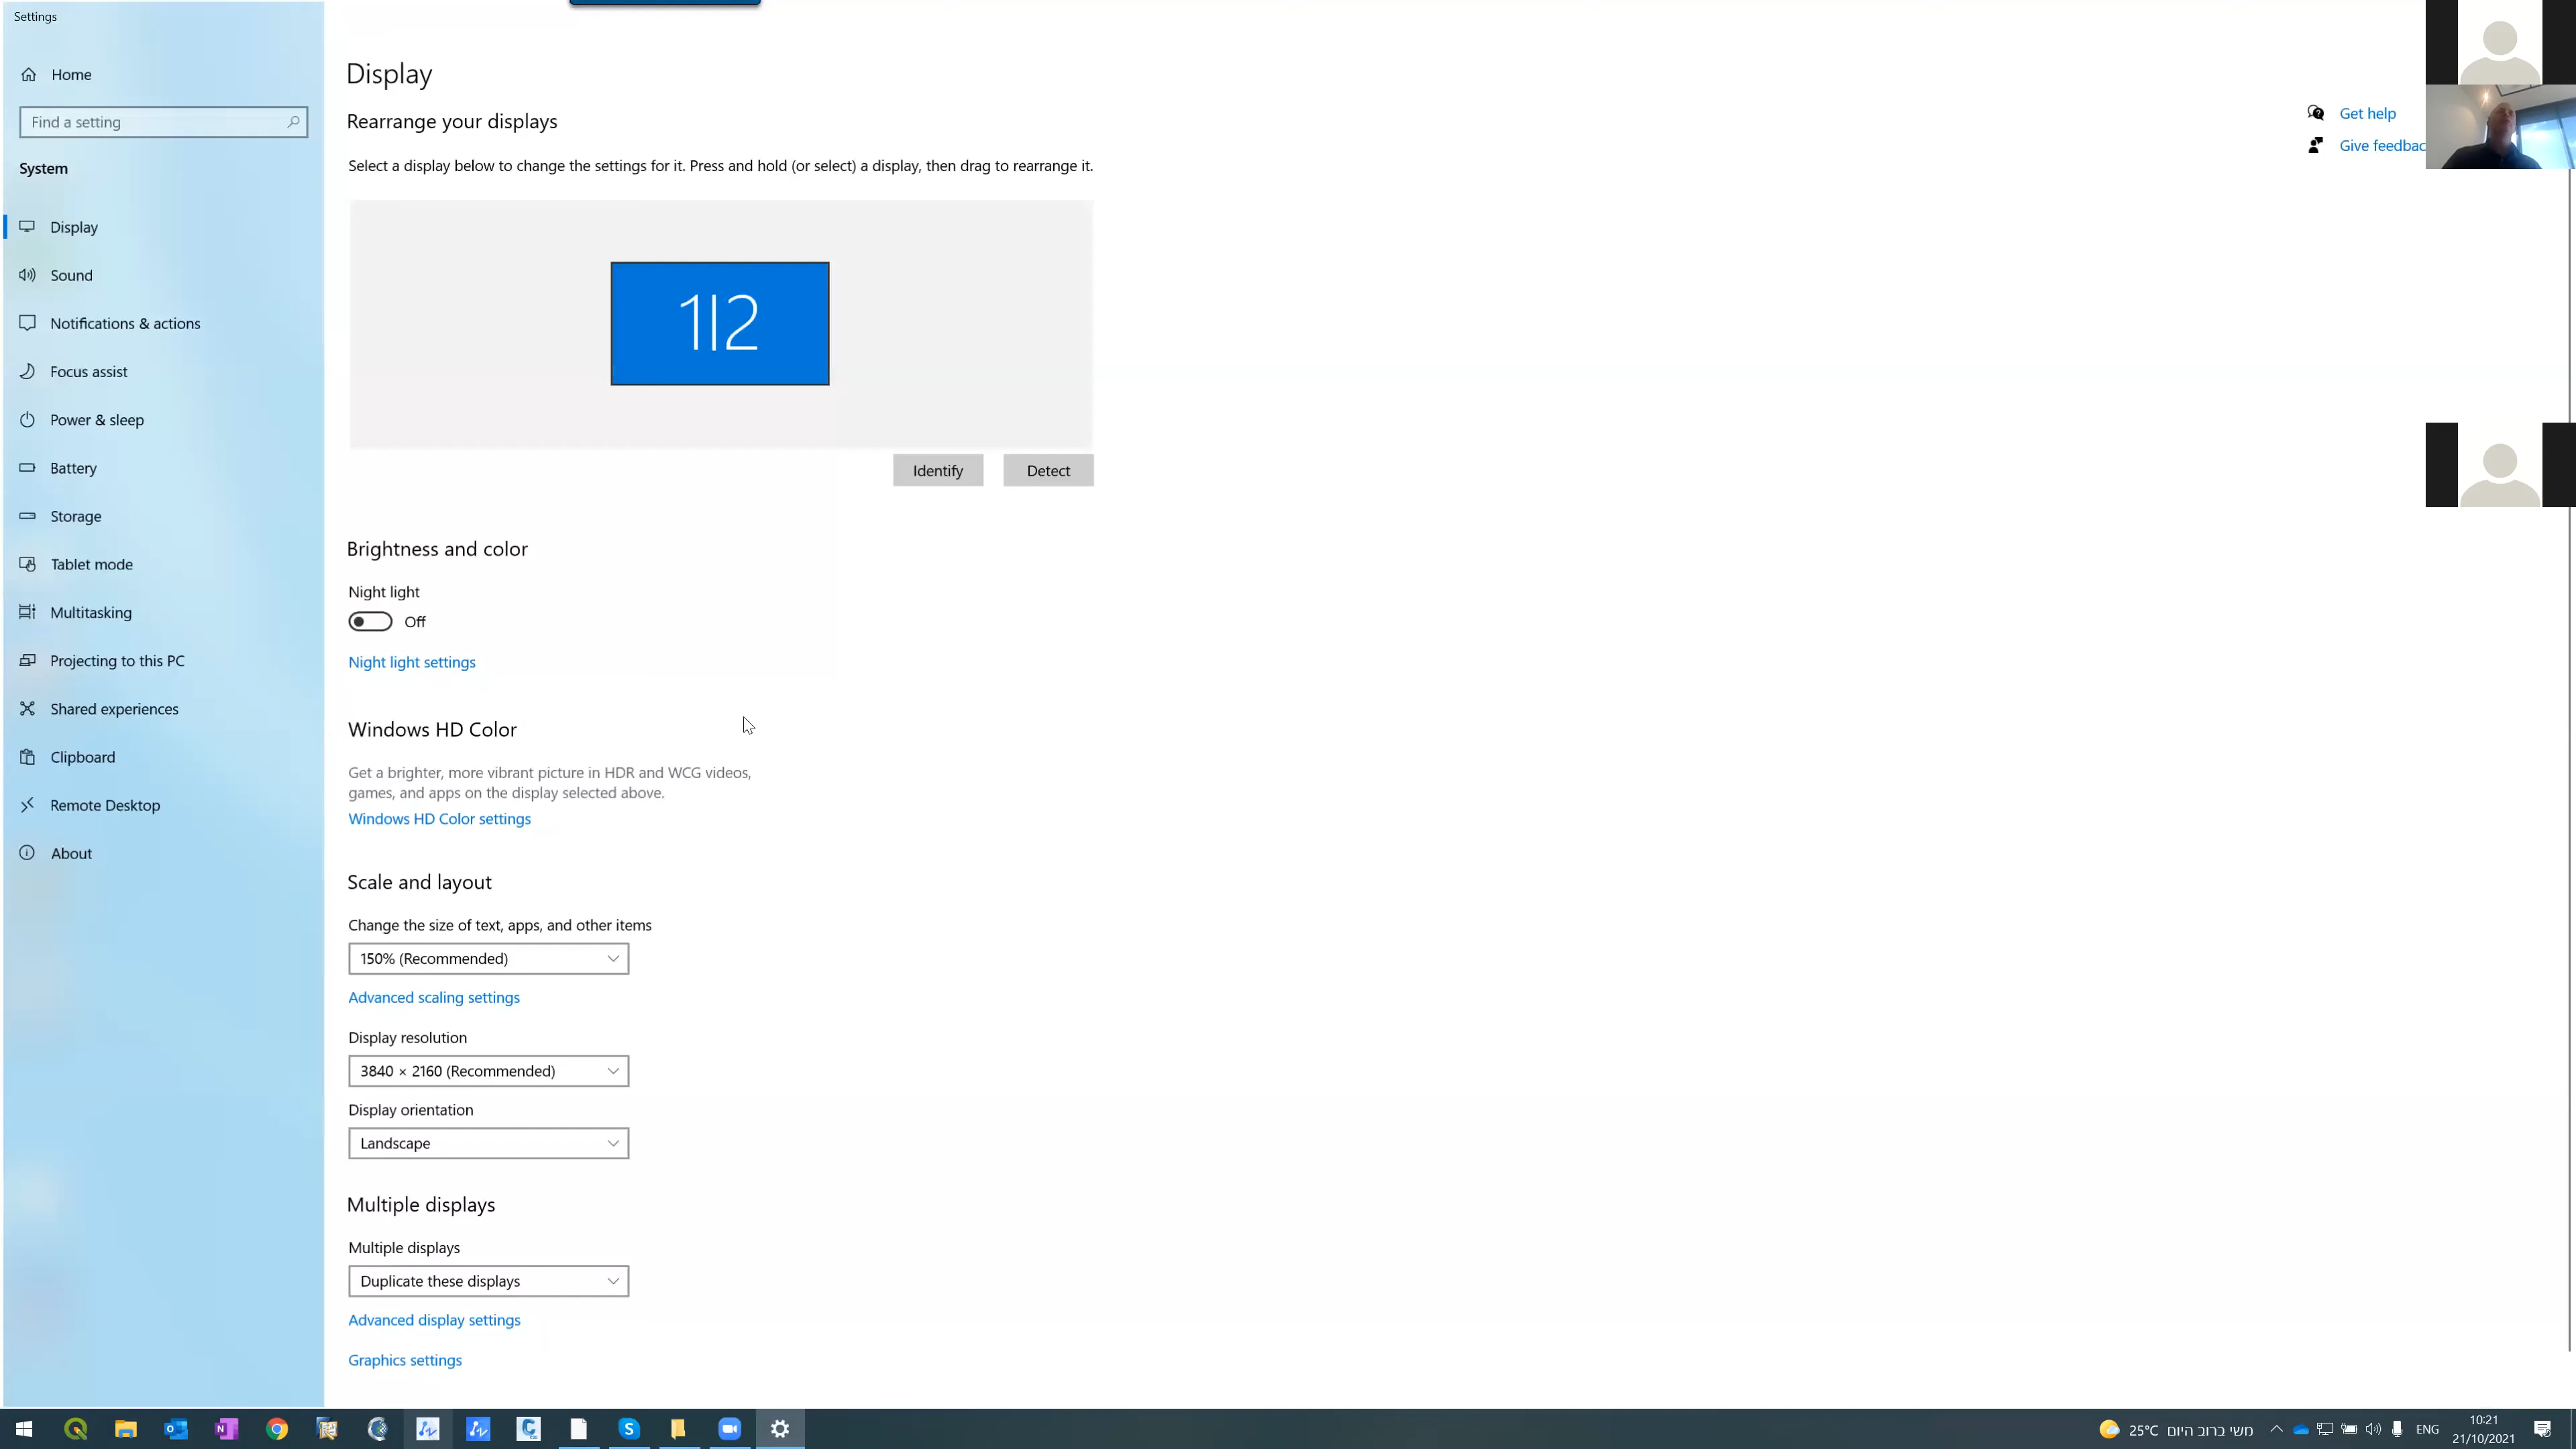 Settings
Home
Find a setting
System
Display
Sound
Notifications & actions
Focus assist
Power & sleep
Battery
Storage
Tablet mode
Multitasking
Projecting to this PC
Shared experiences
Clipboard
Remote Desktop
About
Display
Rearrange your displays
Select a display below to change the settings for it. Press and hold (or select) a display, then drag to rearrange it.
1|2
Identify
Detect
Brightness and color
Night light
Off
Night light settings
Windows HD Color
Get a brighter, more vibrant picture in HDR and WCG videos,
games, and apps on the display selected above.
Windows HD Color settings
Scale and layout
Change the size of text, apps, and other items
150% (Recommended)
Advanced scaling settings
Display resolution
3840 × 2160 (Recommended)
Display orientation
Landscape
Multiple displays
Multiple displays
Duplicate these displays
Advanced display settings
Graphics settings
Get help
Give feedbac
25°C משי ברוב היום
ENG
10:21
21/10/2021